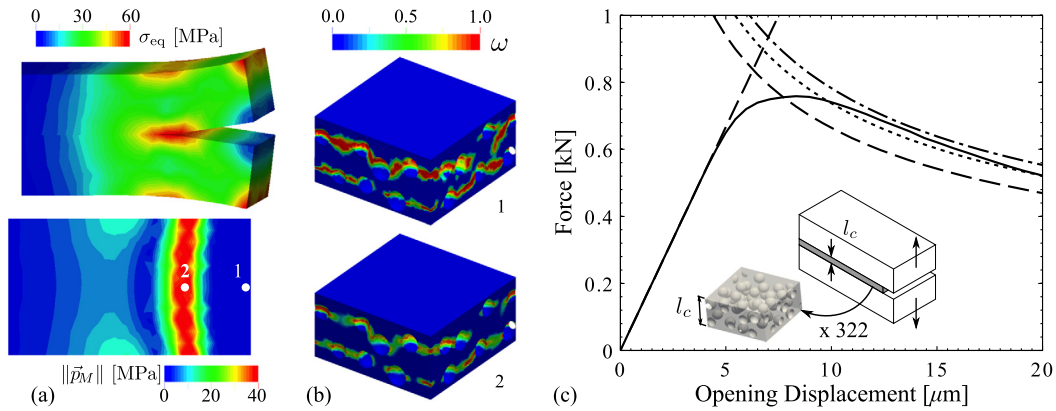 0 30 60
σeq [MPa]
2 1
‖p⃗M‖ [MPa]
0 20 40
(a)
0.0 0.5 1.0
ω
1
2
(b)
1
0.8
0.6
0.4
0.2
0
Force [kN]
0 5 10 15 20
Opening Displacement [μm]
lc
lc
x 322
(c)